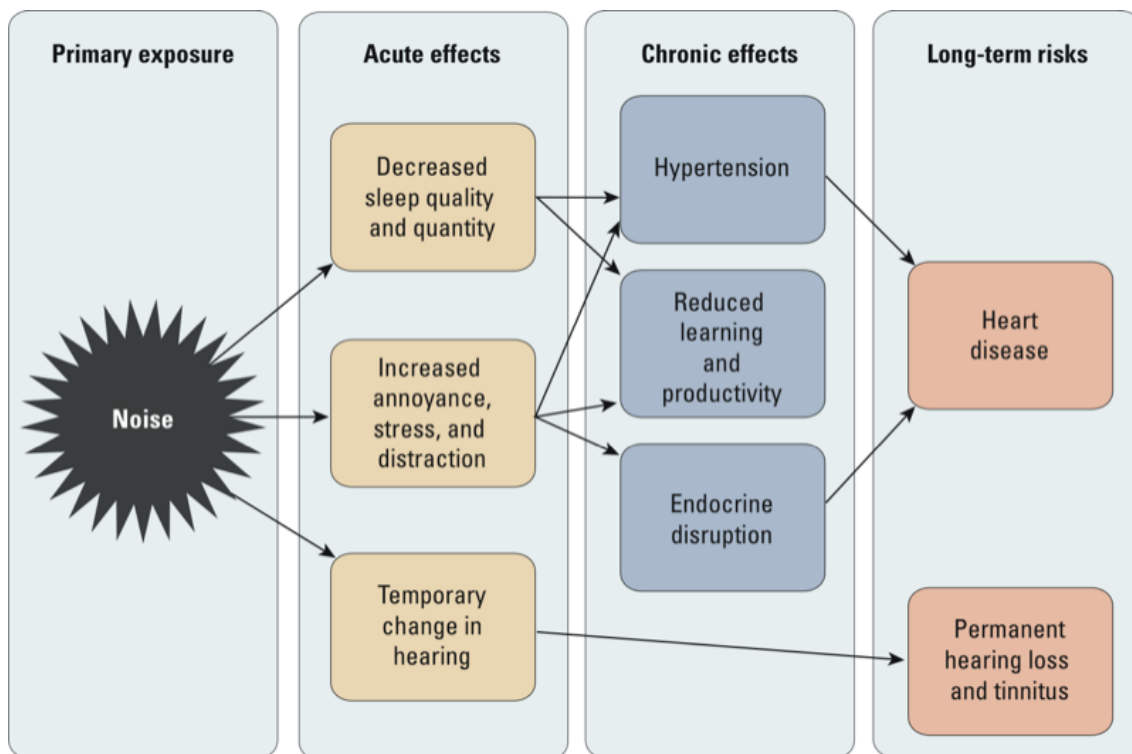 Primary exposure
Acute effects
Chronic effects
Long-term risks
Noise
Decreased
sleep quality
and quantity
Increased
annoyance,
stress, and
distraction
Temporary
change in
hearing
Hypertension
Reduced
learning
and
productivity
Endocrine
disruption
Heart
disease
Permanent
hearing loss
and tinnitus